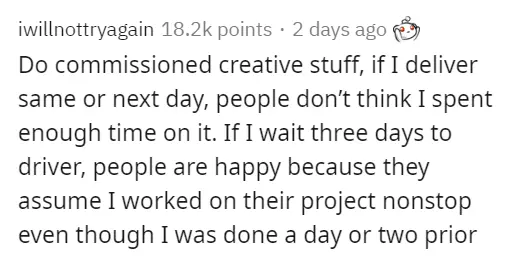 iwillnottryagain 18.2k points · 2 days ago
Do commissioned creative stuff, if I deliver
same or next day, people don’t think I spent
enough time on it. If I wait three days to
driver, people are happy because they
assume I worked on their project nonstop
even though I was done a day or two prior